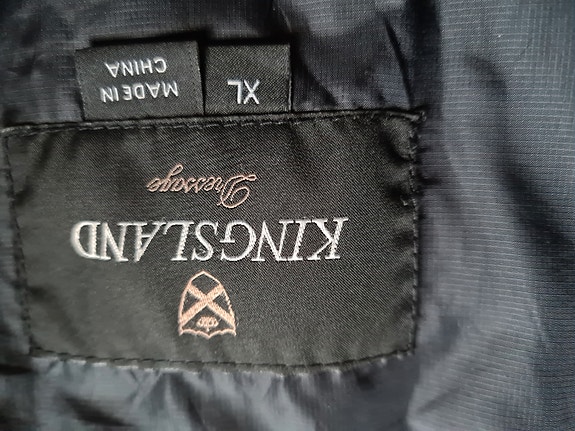 KINGSLAND
Dressage
XL
MADE IN
CHINA